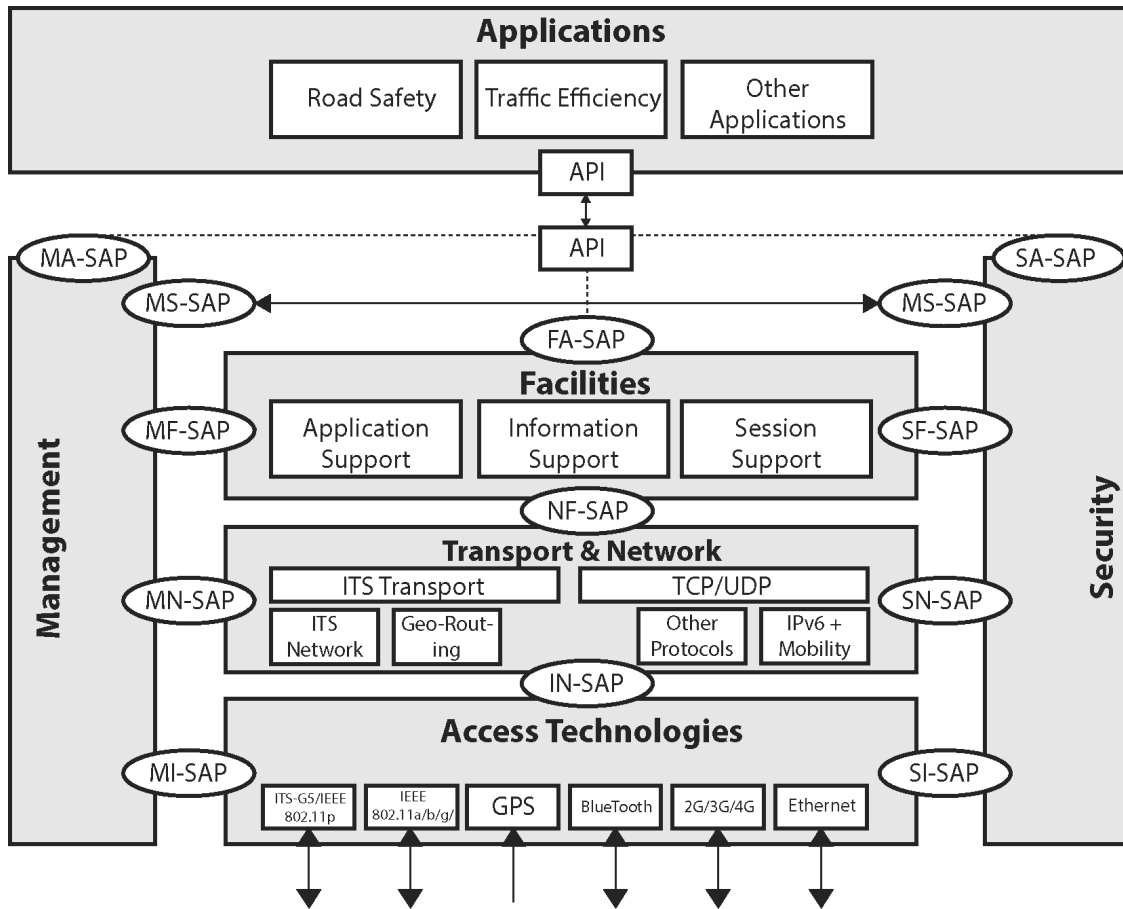 Applications
Road Safety
Traffic Efficiency
Other
Applications
API
API
MA-SAP
SA-SAP
MS-SAP
MS-SAP
FA-SAP
Facilities
MF-SAP
Application
Support
Information
Support
Session
Support
SF-SAP
NF-SAP
Management
Security
Transport & Network
ITS Transport
TCP/UDP
MN-SAP
ITS
Network
Geo-Rout-
ing
Other
Protocols
IPv6 +
Mobility
SN-SAP
IN-SAP
Access Technologies
MI-SAP
SI-SAP
ITS-G5/IEEE
802.11p
IEEE
802.11a/b/g/
GPS
BlueTooth
2G/3G/4G
Ethernet